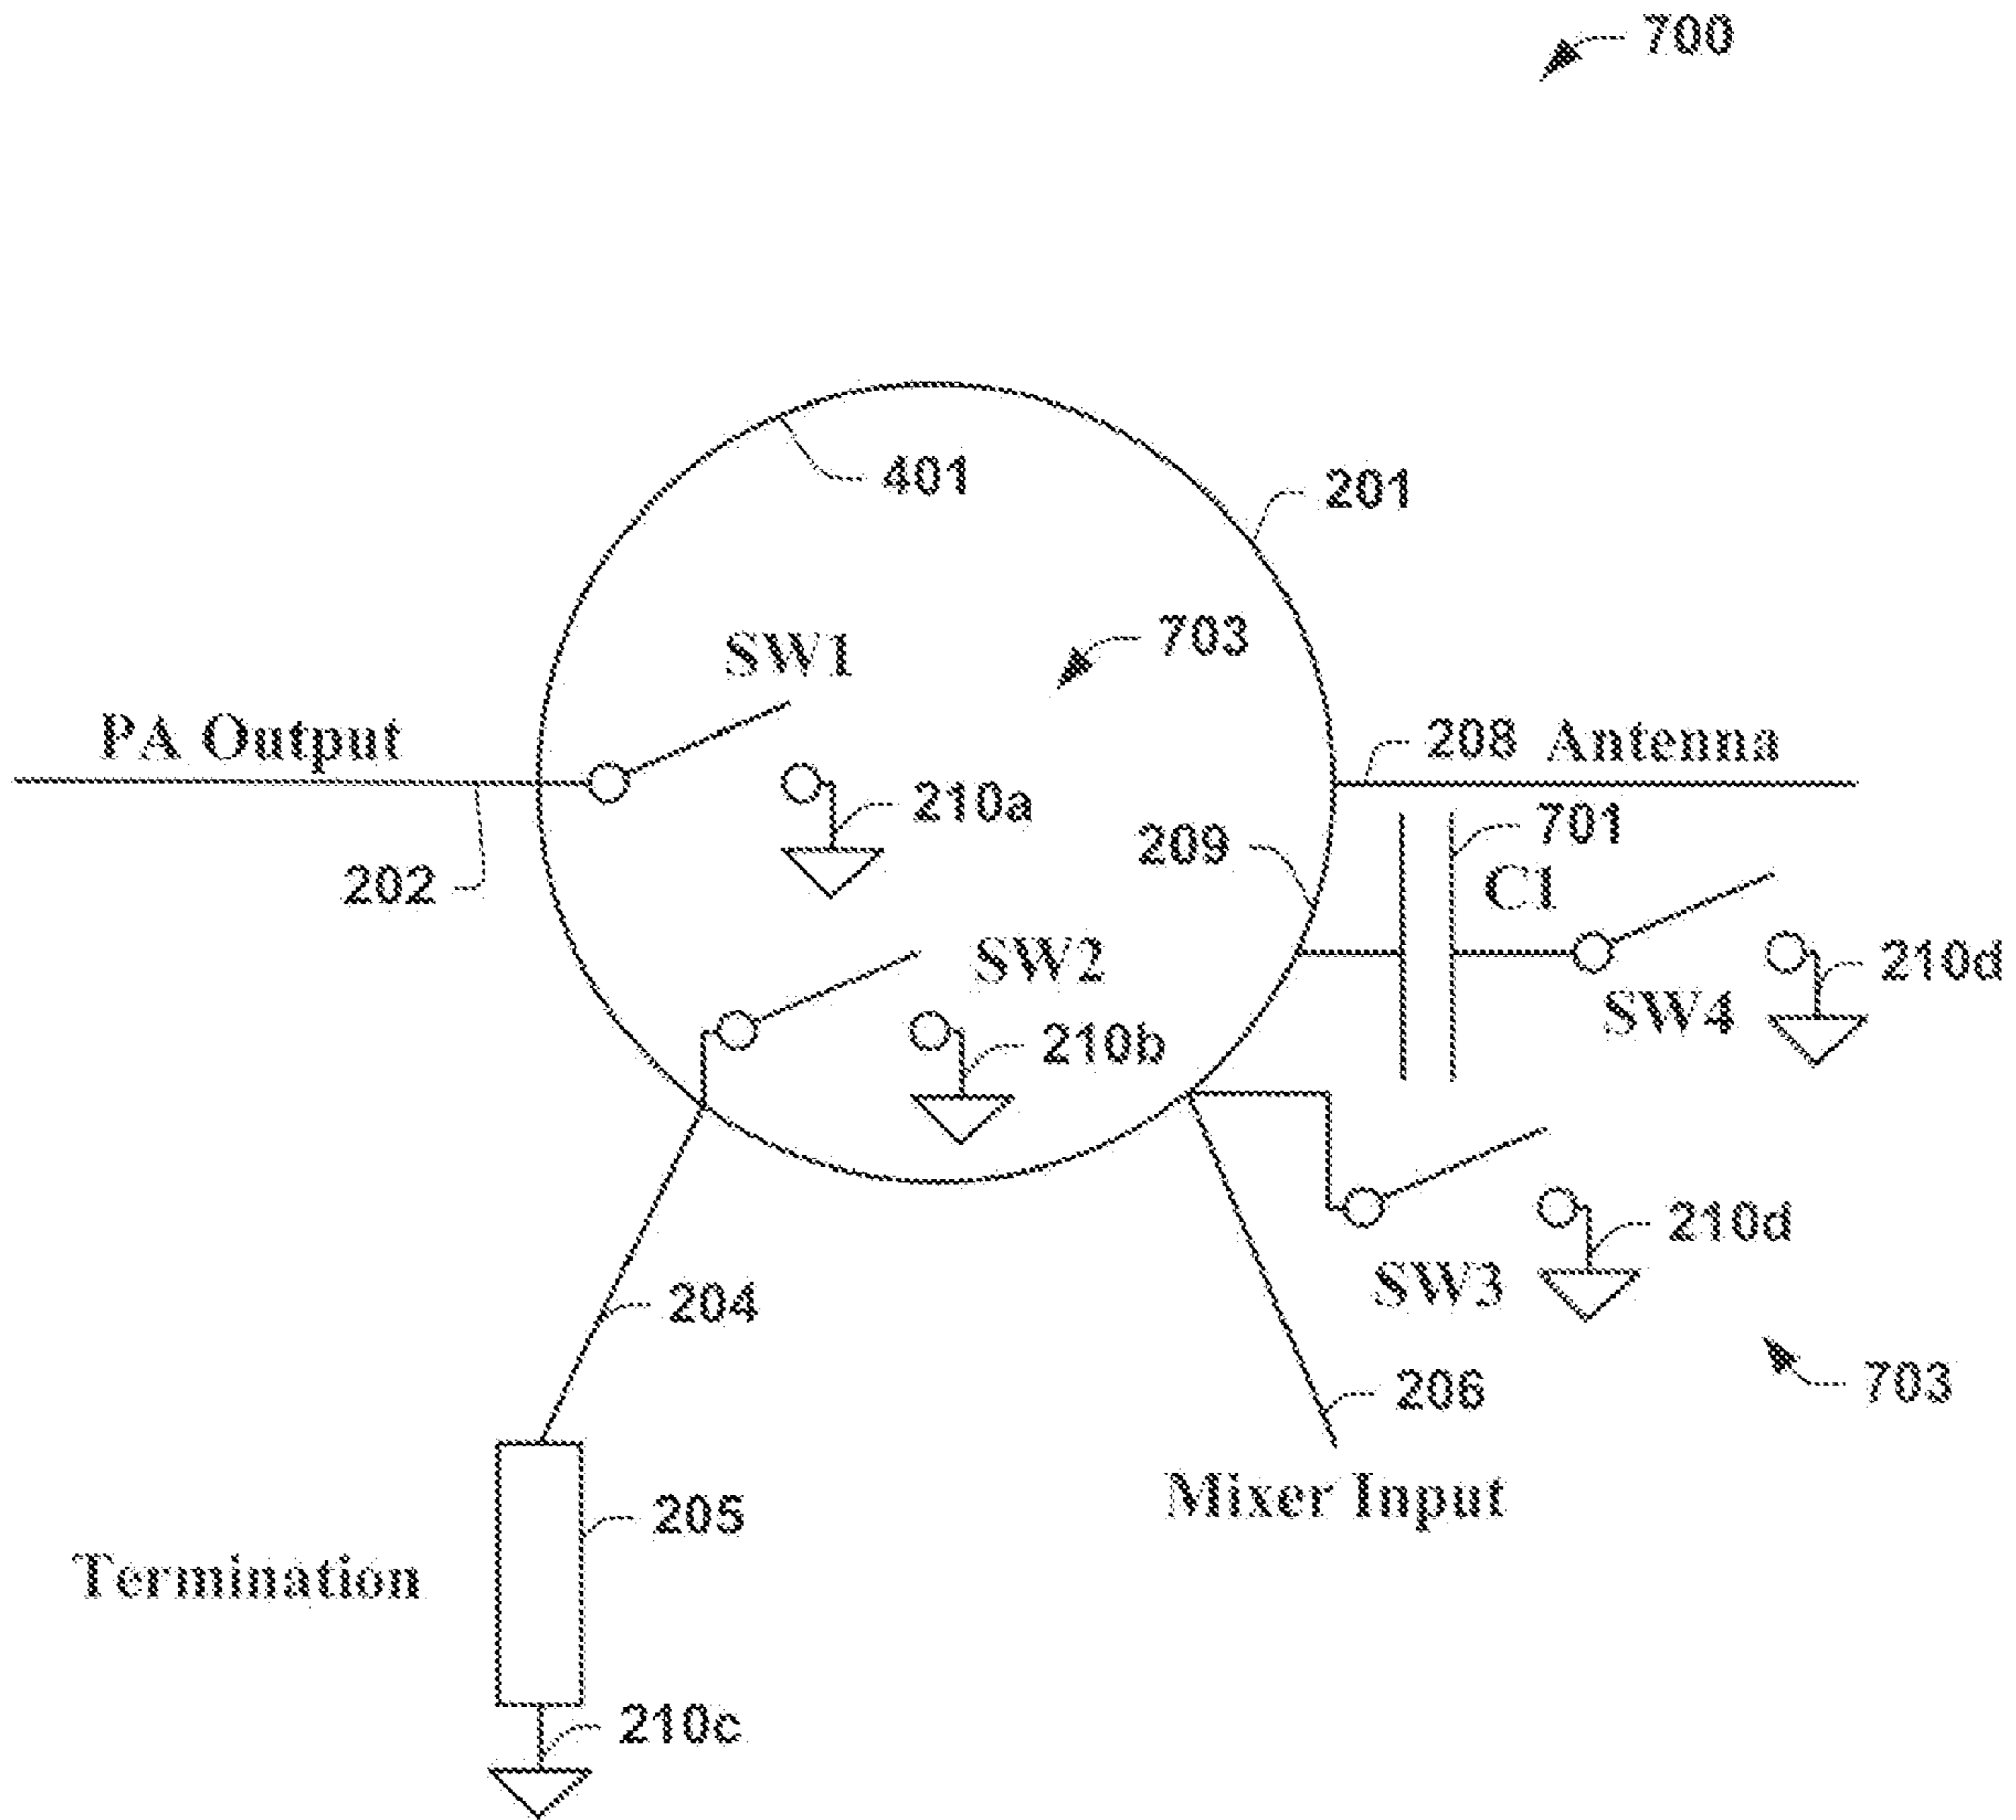 700
401
201
SW1
703
PA Output
208 Antenna
210a
701
209
202
C1
SW2
210d
SW4
210b
210d
SW3
204
703
206
Mixer Input
205
Termination
210c